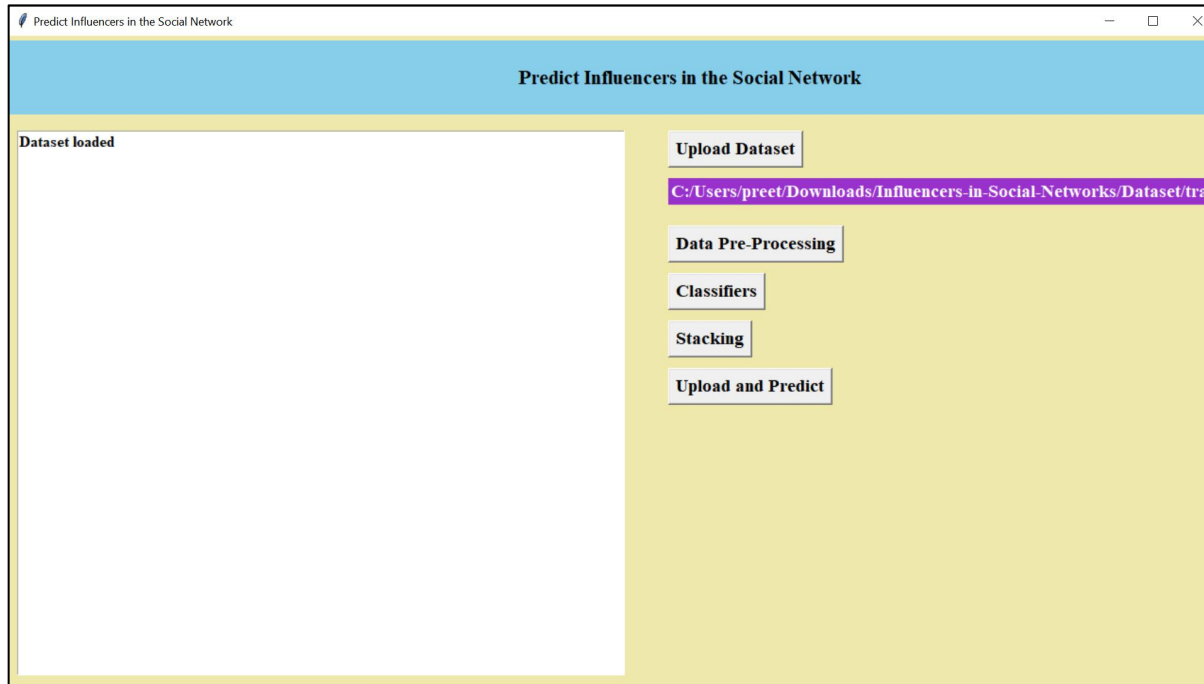 Predict Influencers in the Social Network
Predict Influencers in the Social Network
Dataset loaded
Upload Dataset
C:/Users/preet/Downloads/Influencers-in-Social-Networks/Dataset/tra
Data Pre-Processing
Classifiers
Stacking
Upload and Predict